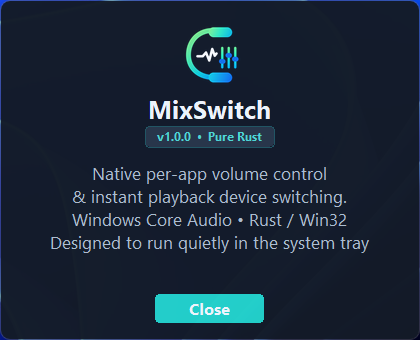 MixSwitch
v1.0.0 • Pure Rust
Native per-app volume control
& instant playback device switching.
Windows Core Audio • Rust / Win32
Designed to run quietly in the system tray
Close